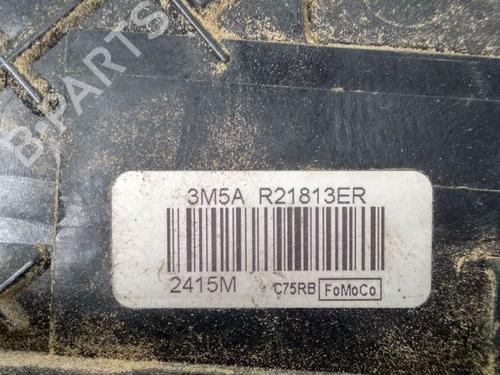 B-PARTS
3M5A R21813ER
2415M C75RB FoMoCo